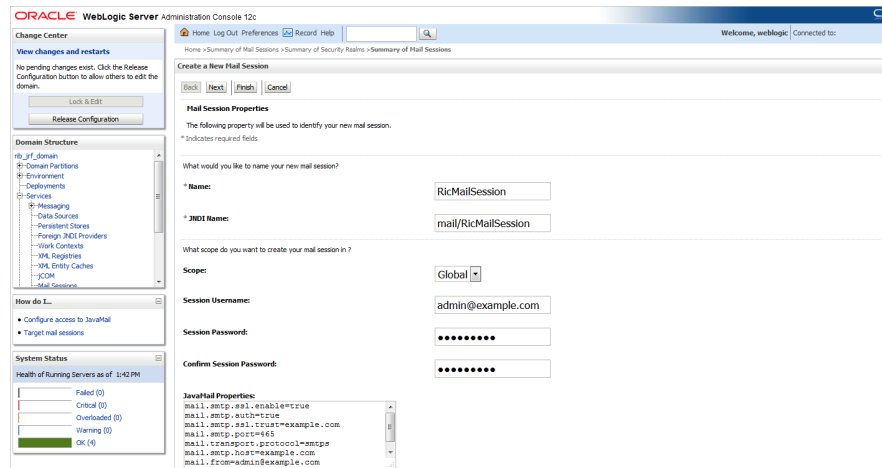 ORACLE WebLogic Server Administration Console 12c
Change Center
View changes and restarts
No pending changes exist. Click the Release
Configuration button to allow others to edit the
domain.
Lock & Edit
Release Configuration
Domain Structure
rib_jrf_domain
Domain Partitions
Environment
Deployments
Services
Messaging
Data Sources
Persistent Stores
Foreign JNDI Providers
Work Contexts
XML Registries
XML Entity Caches
jCOM
Mail Sessions
How do I...
Configure access to JavaMail
Target mail sessions
System Status
Health of Running Servers as of 1:42 PM
Failed (0)
Critical (0)
Overloaded (0)
Warning (0)
OK (4)
Home Log Out Preferences Record Help
Welcome, weblogic Connected to:
Home >Summary of Mail Sessions >Summary of Security Realms >Summary of Mail Sessions
Create a New Mail Session
Back Next Finish Cancel
Mail Session Properties
The following property will be used to identify your new mail session.
* Indicates required fields
What would you like to name your new mail session?
* Name: RicMailSession
* JNDI Name: mail/RicMailSession
What scope do you want to create your mail session in ?
Scope: Global
Session Username: admin@example.com
Session Password: ●●●●●●●●●
Confirm Session Password: ●●●●●●●●●
JavaMail Properties:
mail.smtp.ssl.enable=true
mail.smtp.auth=true
mail.smtp.ssl.trust=example.com
mail.smtp.port=465
mail.transport.protocol=smtps
mail.smtp.host=example.com
mail.from=admin@example.com